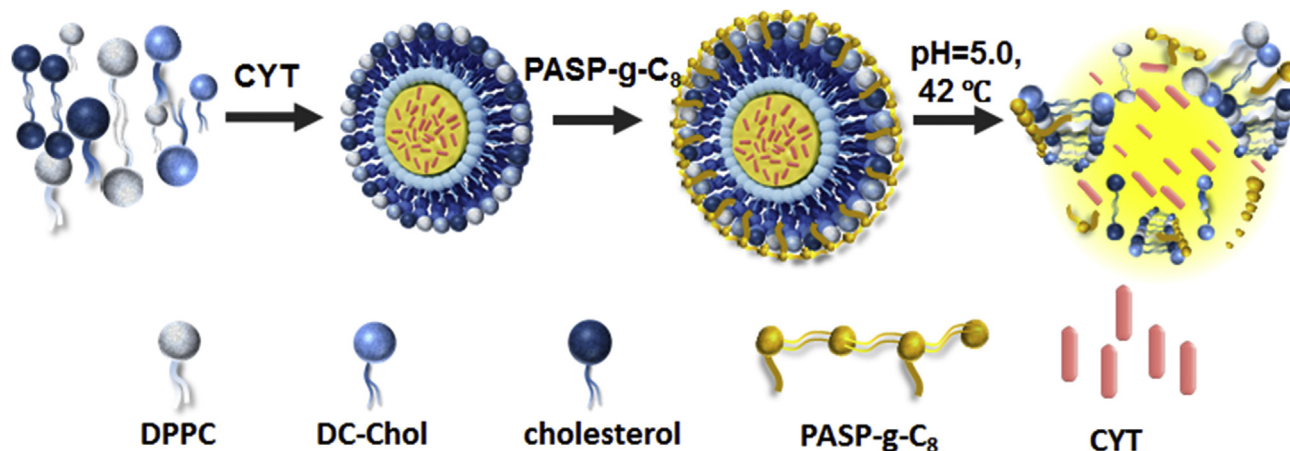 CYT
PASP-g-C₈
pH=5.0,
42 ℃
DPPC
DC-Chol
cholesterol
PASP-g-C₈
CYT